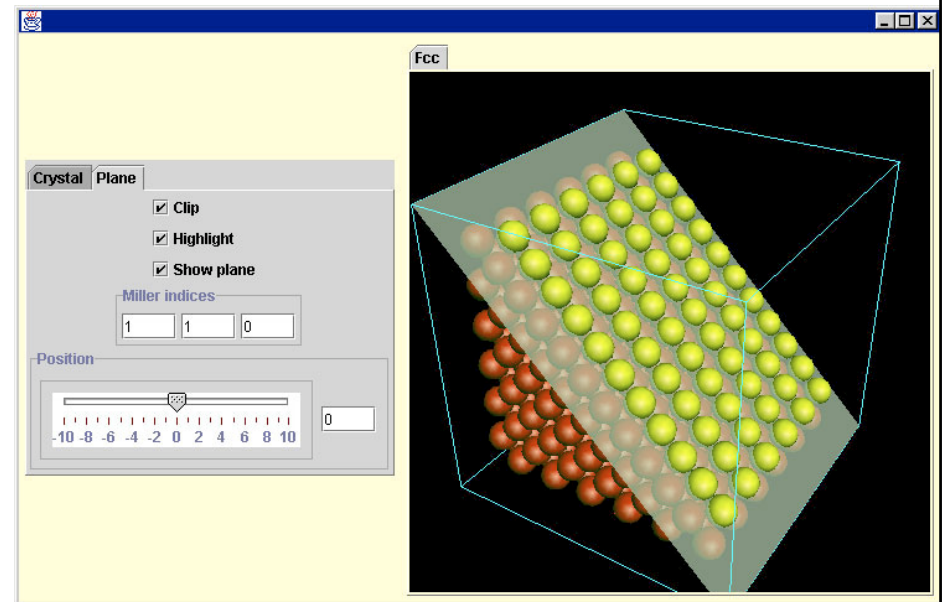 Fcc
Crystal Plane
Clip
Highlight
Show plane
Miller indices
1 1 0
Position
0
-10 -8 -6 -4 -2 0 2 4 6 8 10